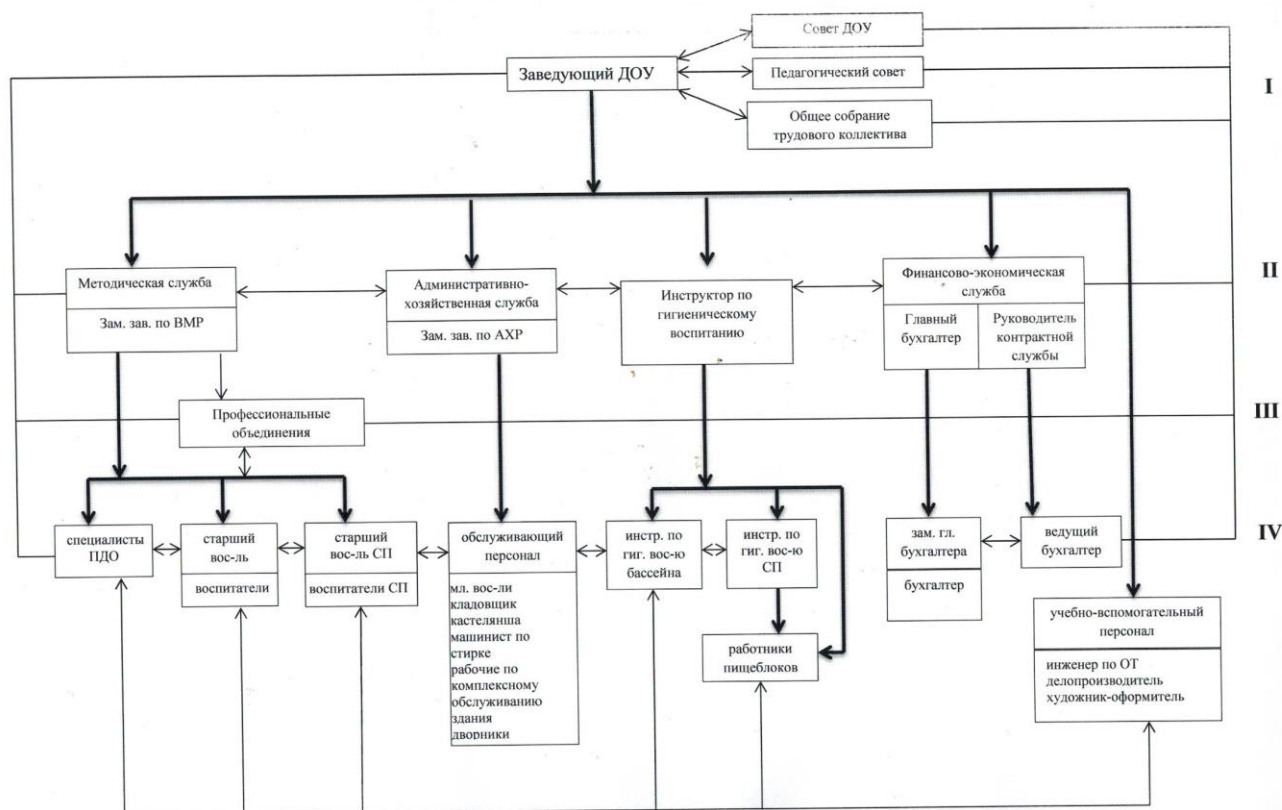 Совет ДОУ
Заведующий ДОУ
Педагогический совет
I
Общее собрание
трудового коллектива
Методическая служба
Зам. зав. по ВМР
Административно-
хозяйственная служба
Зам. зав. по АХР
Инструктор по
гигиеническому
воспитанию
Финансово-экономическая
служба
Главный
бухгалтер
Руководитель
контрактной
службы
II
Профессиональные
объединения
III
специалисты
ПДО
старший
вос-ль
воспитатели
старший
вос-ль СП
воспитатели СП
обслуживающий
персонал
мл. вос-ли
кладовщик
кастелянша
машинист по
стирке
рабочие по
комплексному
обслуживанию
здания
дворники
инстр. по
гиг. вос-ю
бассейна
инстр. по
гиг. вос-ю
СП
работники
пищеблоков
зам. гл.
бухгалтера
бухгалтер
ведущий
бухгалтер
IV
учебно-вспомогательный
персонал
инженер по ОТ
делопроизводитель
художник-оформитель